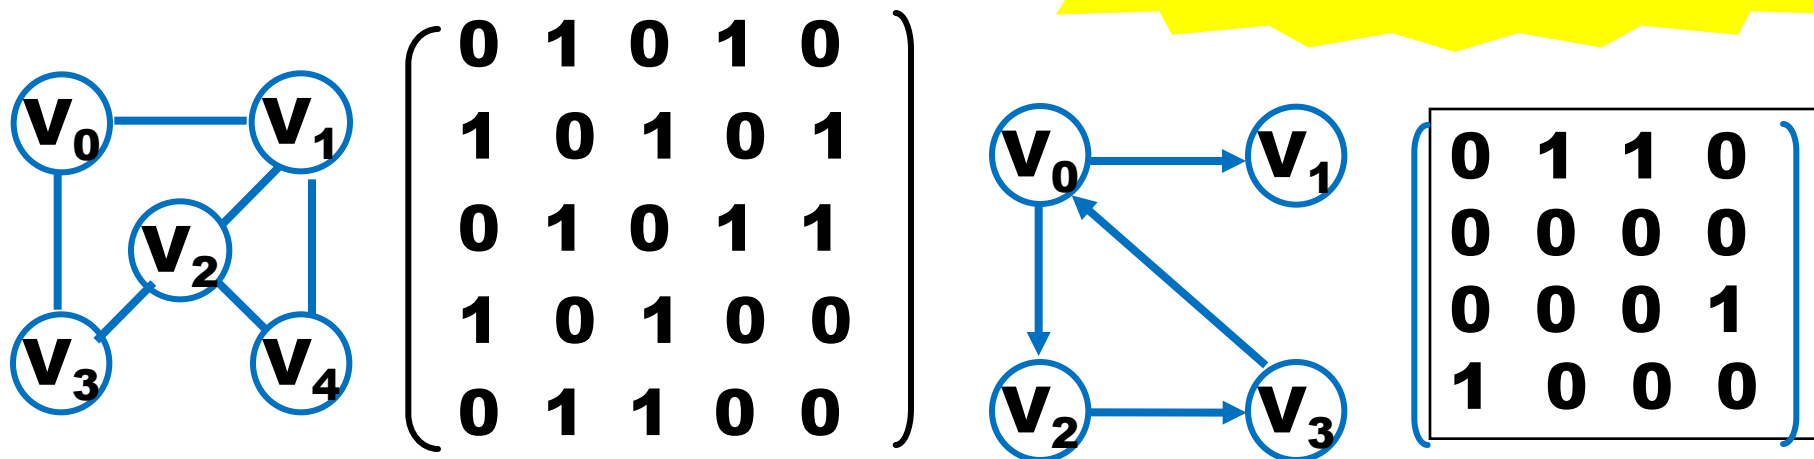 V0 V1
V2
V3 V4
0 1 0 1 0
1 0 1 0 1
0 1 0 1 1
1 0 1 0 0
0 1 1 0 0
V0 V1
V2 V3
0 1 1 0
0 0 0 0
0 0 0 1
1 0 0 0